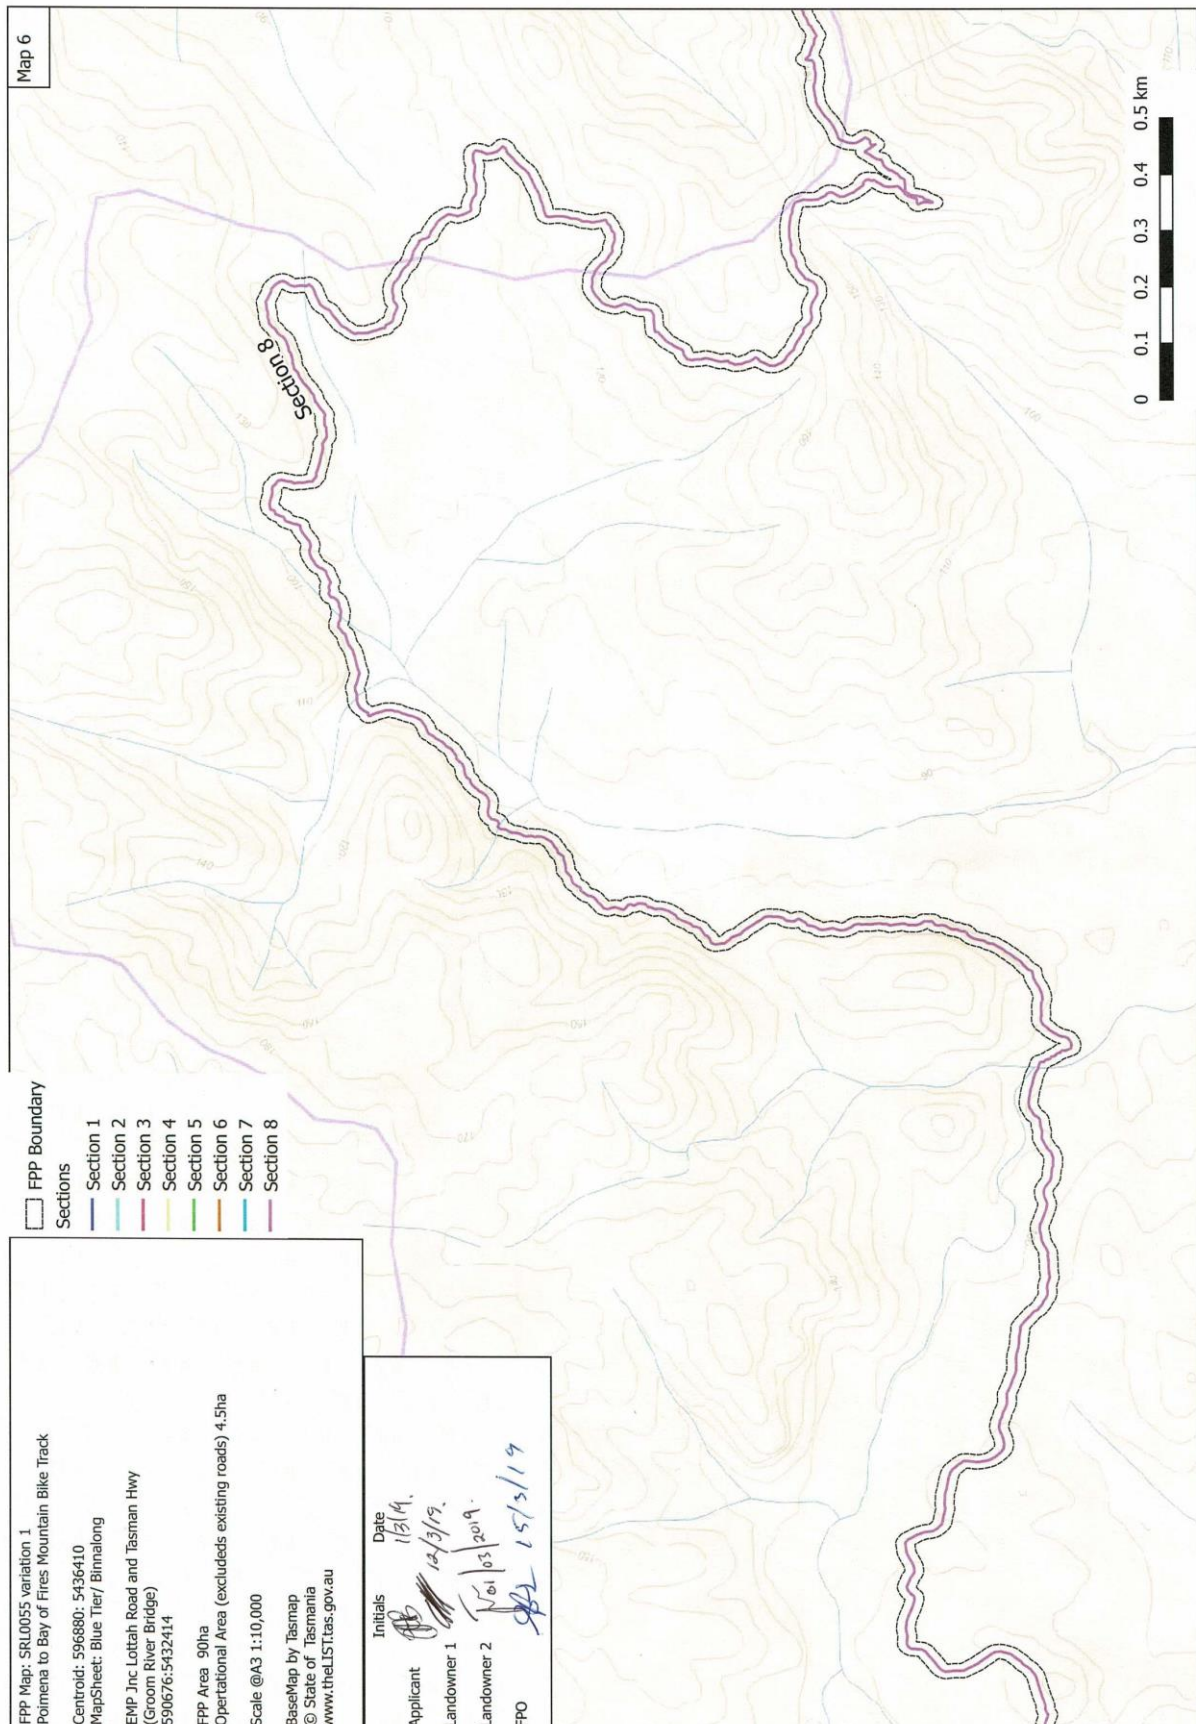 Map 6
FPP Map: SRL0055 variation 1
Poimena to Bay of Fires Mountain Bike Track
Centroid: 596880: 5436410
MapSheet: Blue Tier/ Binnalong
EMP Jnc Lottah Road and Tasman Hwy
(Groom River Bridge)
590676:5432414
FPP Area 90ha
Opertational Area (excludeds existing roads) 4.5ha
Scale @A3 1:10,000
BaseMap by Tasmap
© State of Tasmania
www.theLIST.tas.gov.au
FPP Boundary
Sections
Section 1
Section 2
Section 3
Section 4
Section 5
Section 6
Section 7
Section 8
Initials Date
Applicant 1/3/19.
Landowner 1 12/3/19.
Landowner 2 01/03/2019.
FPO 15/3/19
Section 8
0 0.1 0.2 0.3 0.4 0.5 km